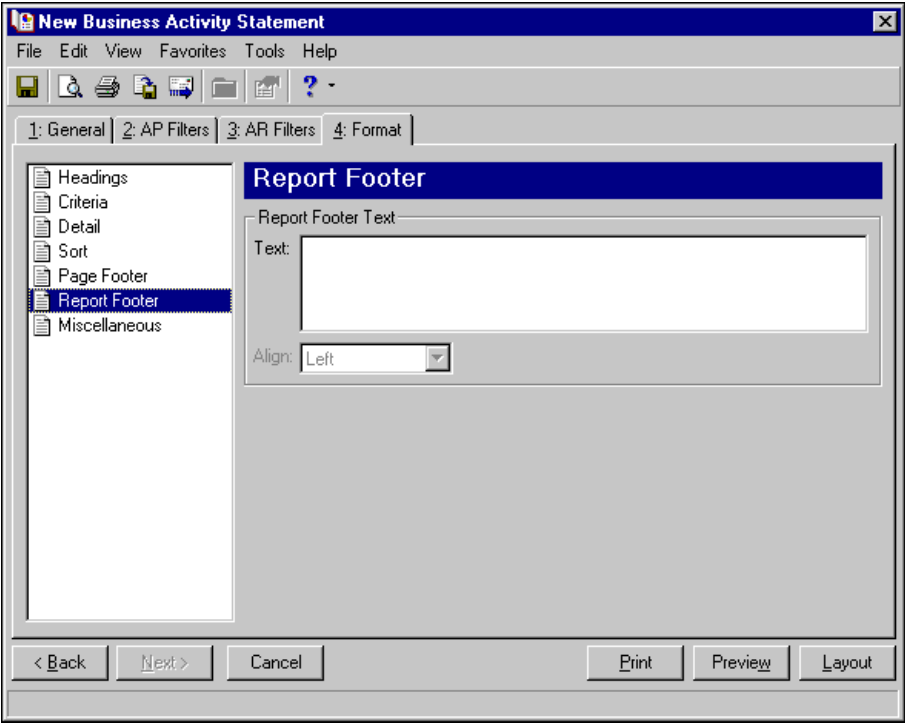 New Business Activity Statement
File Edit View Favorites Tools Help
?
1: General 2: AP Filters 3: AR Filters 4: Format
Headings
Criteria
Detail
Sort
Page Footer
Report Footer
Miscellaneous
Report Footer
Report Footer Text
Text:
Align: Left
< Back Next > Cancel Print Preview Layout